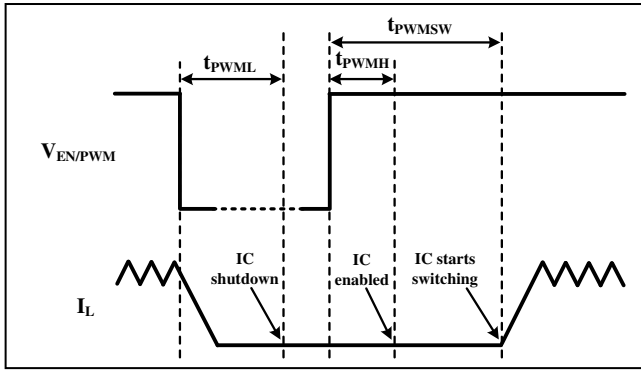 tPWMSW
tPWML
tPWMH
VEN/PWM
IC
shutdown
IC
enabled
IC starts
switching
IL